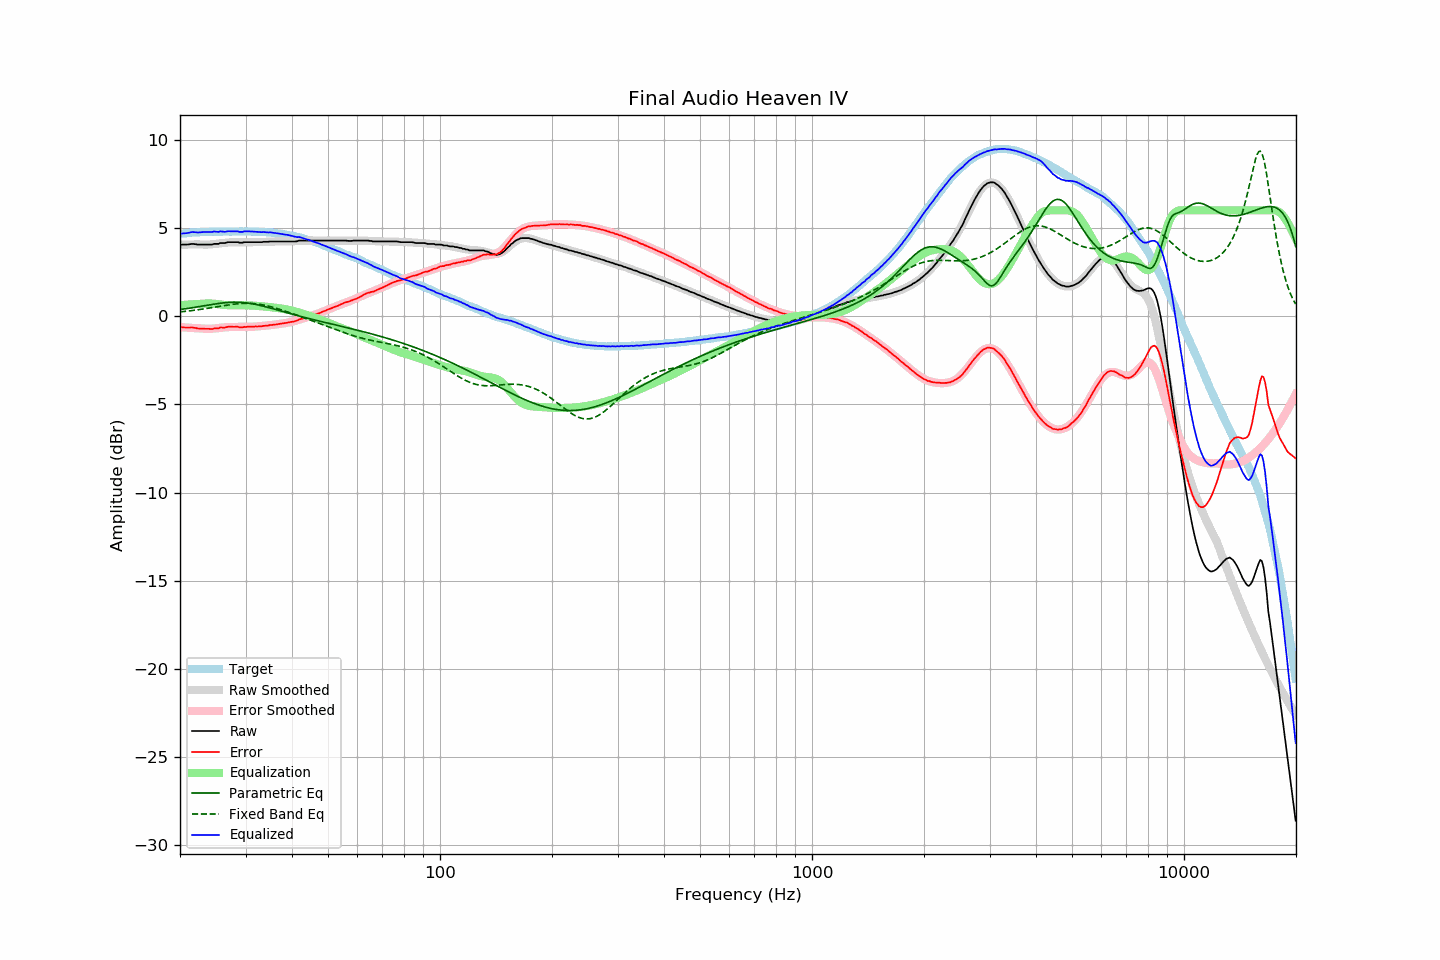 Final Audio Heaven IV
Amplitude (dBr)
10
5
0
−5
−10
−15
−20
−25
−30
Target
Raw Smoothed
Error Smoothed
Raw
Error
Equalization
Parametric Eq
Fixed Band Eq
Equalized
100
1000
10000
Frequency (Hz)